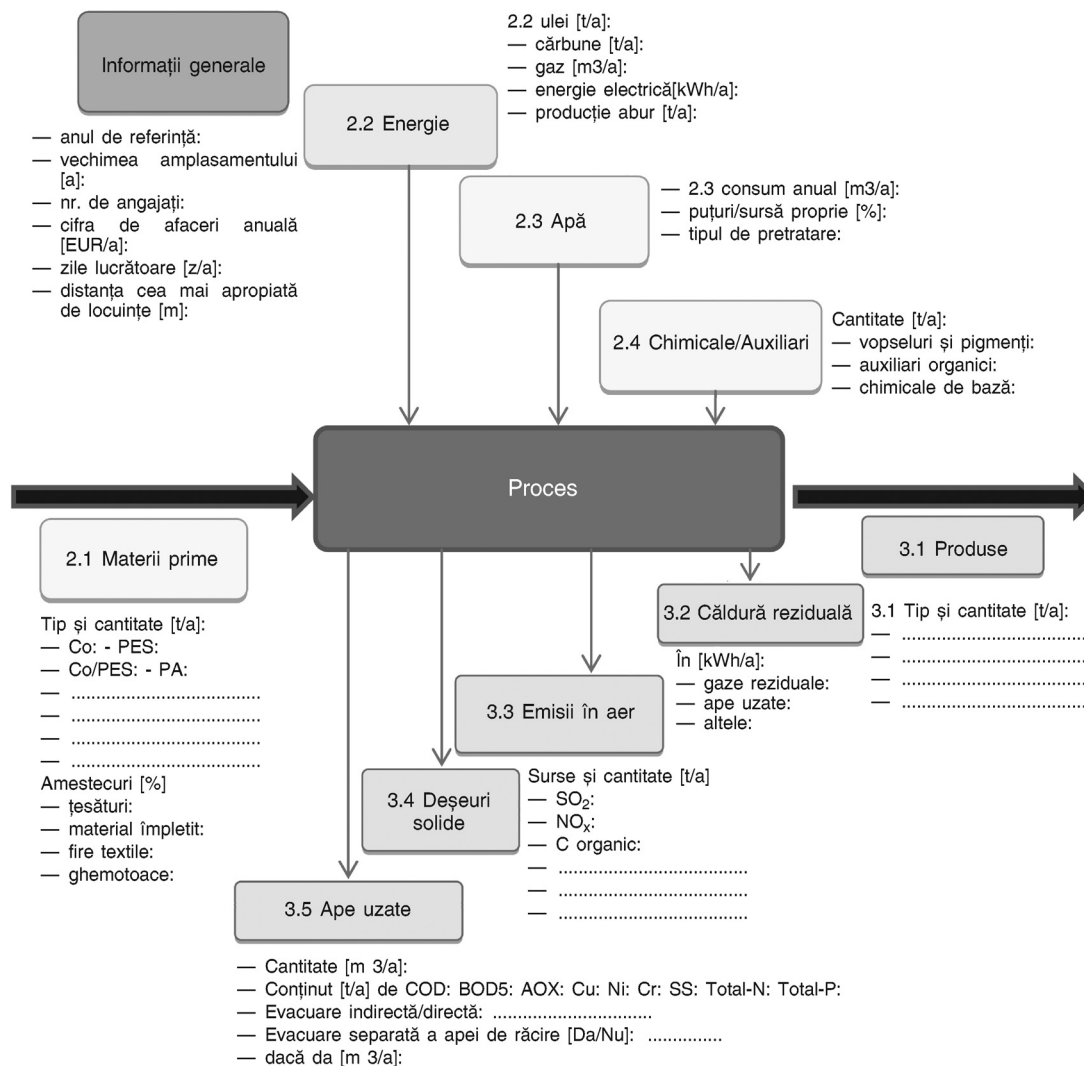 Informații generale
— anul de referință:
— vechimea amplasamentului
[a]:
— nr. de angajați:
— cifra de afaceri anuală
[EUR/a]:
— zile lucrătoare [z/a]:
— distanța cea mai apropiată
de locuințe [m]:
2.2 Energie
2.2 ulei [t/a]:
— cărbune [t/a]:
— gaz [m3/a]:
— energie electrică[kWh/a]:
— producție abur [t/a]:
2.3 Apă
— 2.3 consum anual [m3/a]:
— puțuri/sursă proprie [%]:
— tipul de pretratare:
2.4 Chimicale/Auxiliari
Cantitate [t/a]:
— vopseluri și pigmenți:
— auxiliari organici:
— chimicale de bază:
Proces
2.1 Materii prime
Tip și cantitate [t/a]:
— Co: - PES:
— Co/PES: - PA:
— ......................................
— ......................................
— ......................................
— ......................................
Amestecuri [%]
— țesături:
— material împletit:
— fire textile:
— ghemotoace:
3.1 Produse
3.1 Tip și cantitate [t/a]:
— .....................................
— .....................................
— .....................................
— .....................................
3.2 Căldură reziduală
În [kWh/a]:
— gaze reziduale:
— ape uzate:
— altele:
3.3 Emisii în aer
Surse și cantitate [t/a]
— SO₂:
— NOₓ:
— C organic:
— ......................................
— ......................................
— ......................................
3.4 Deșeuri
solide
3.5 Ape uzate
— Cantitate [m 3/a]:
— Conținut [t/a] de COD: BOD5: AOX: Cu: Ni: Cr: SS: Total-N: Total-P:
— Evacuare indirectă/directă: ................................
— Evacuare separată a apei de răcire [Da/Nu]: ...............
— dacă da [m 3/a]: